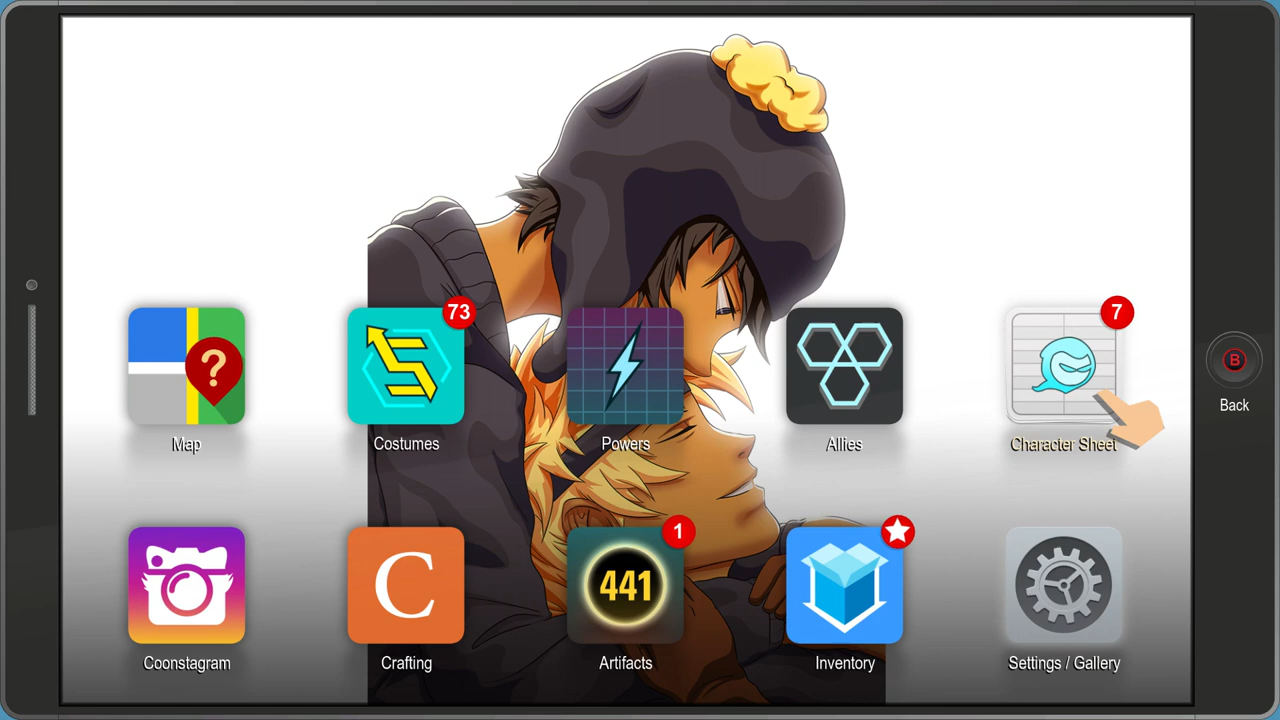 73
7
?
B
Back
Map
Costumes
Powers
Allies
Character Sheet
1
C
441
Coonstagram
Crafting
Artifacts
Inventory
Settings / Gallery